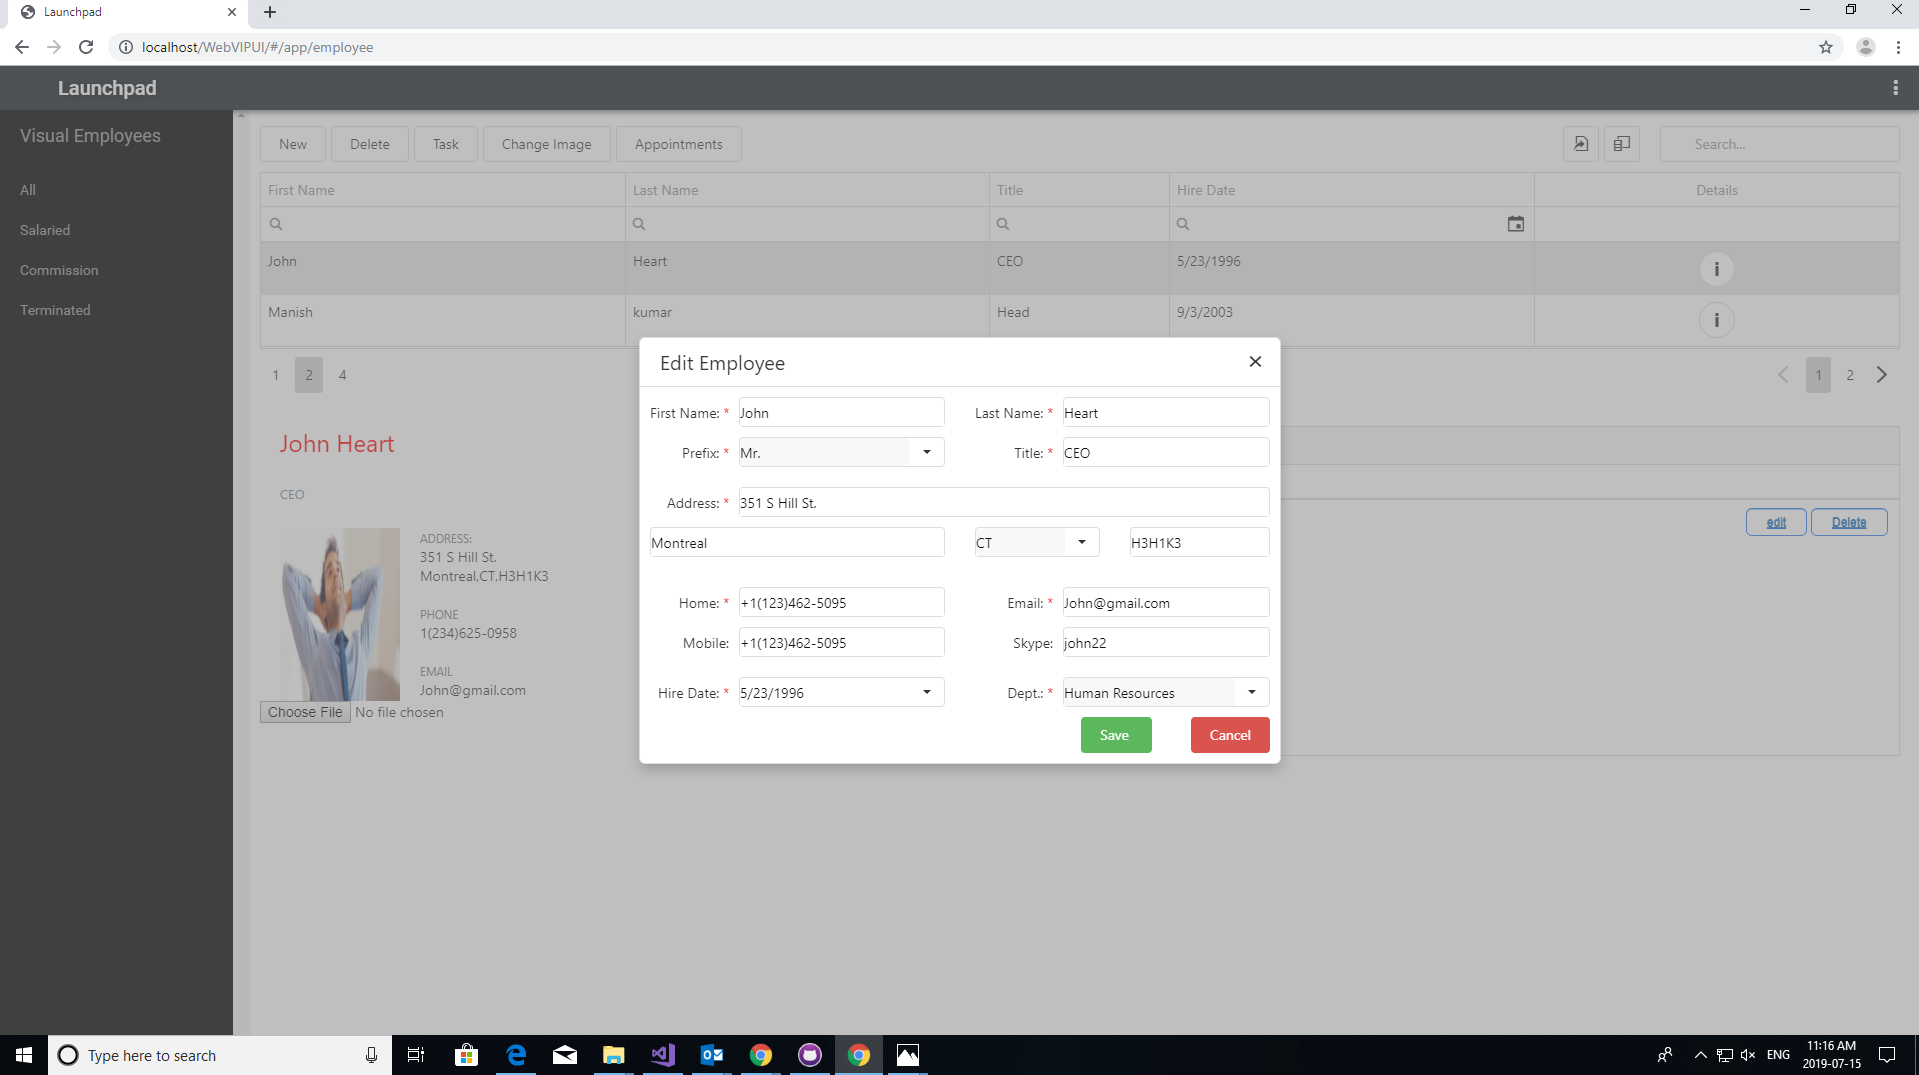 Launchpad
localhost/WebVIPUI/#/app/employee
Launchpad
Visual Employees
All
Salaried
Commission
Terminated
New Delete Task Change Image Appointments Search...
First Name Last Name Title Hire Date Details
John Heart CEO 5/23/1996 i
Manish kumar Head 9/3/2003 i
1 2 4
1 2
John Heart
CEO
ADDRESS:
351 S Hill St.
Montreal,CT,H3H1K3
PHONE
1(234)625-0958
EMAIL
John@gmail.com
Choose File No file chosen
edit Delete
Edit Employee
First Name: * John Last Name: * Heart
Prefix: * Mr. Title: * CEO
Address: * 351 S Hill St.
Montreal CT H3H1K3
Home: * +1(123)462-5095 Email: * John@gmail.com
Mobile: +1(123)462-5095 Skype: john22
Hire Date: * 5/23/1996 Dept.: * Human Resources
Save Cancel
Type here to search
ENG
11:16 AM
2019-07-15